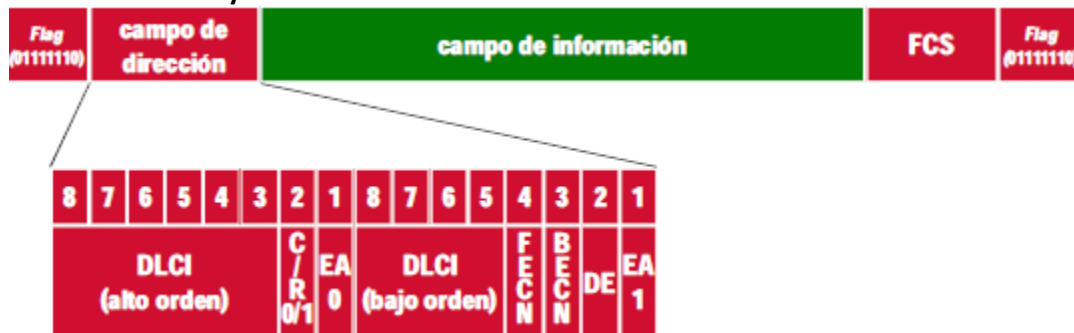 Flag
(01111110)
campo de
dirección
campo de información
FCS
Flag
(01111110)
8 7 6 5 4 3 2 1 8 7 6 5 4 3 2 1
DLCI
(alto orden)
C/R
0/1
EA
0
DLCI
(bajo orden)
FECN
BECN
DE
EA
1